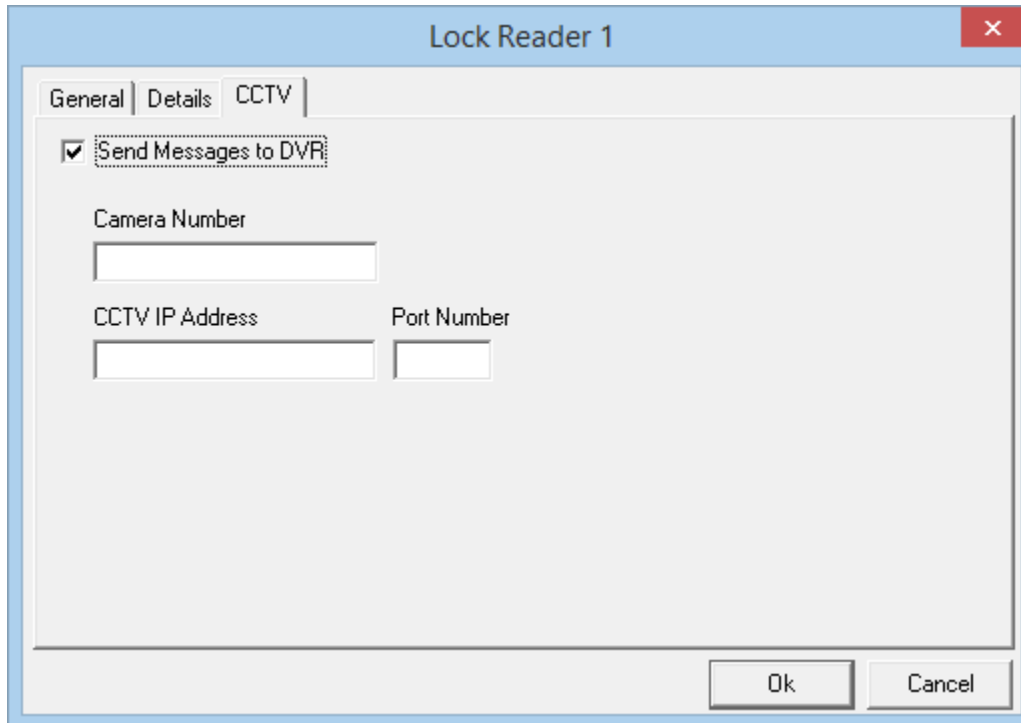 Lock Reader 1
General Details CCTV
Send Messages to DVR
Camera Number
CCTV IP Address Port Number
Ok Cancel